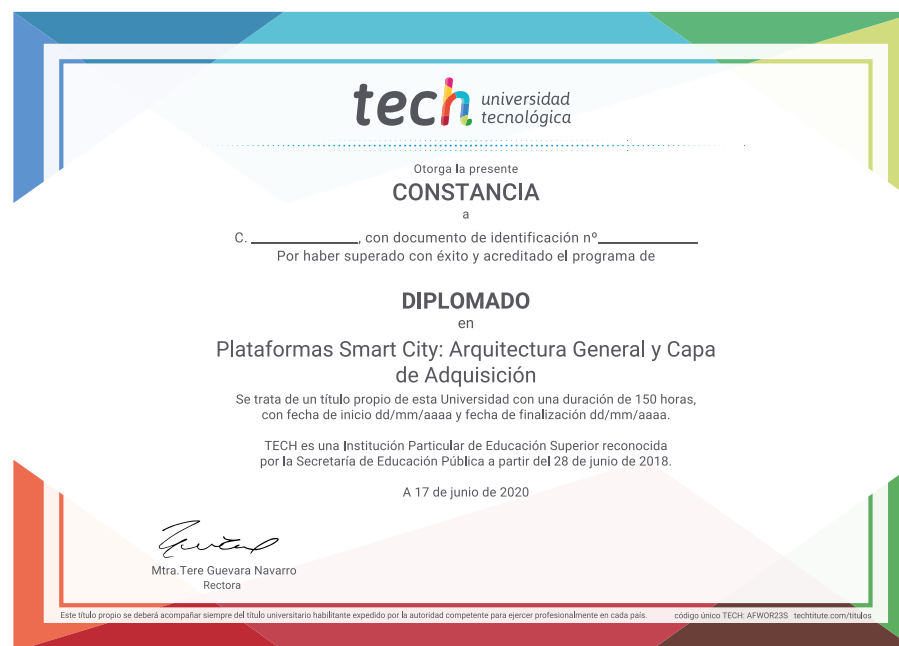 tech universidad
tecnológica
Otorga la presente
CONSTANCIA
a
C. ______________, con documento de identificación nº_____________
Por haber superado con éxito y acreditado el programa de
DIPLOMADO
en
Plataformas Smart City: Arquitectura General y Capa
de Adquisición
Se trata de un título propio de esta Universidad con una duración de 150 horas,
con fecha de inicio dd/mm/aaaa y fecha de finalización dd/mm/aaaa.
TECH es una Institución Particular de Educación Superior reconocida
por la Secretaría de Educación Pública a partir del 28 de junio de 2018.
A 17 de junio de 2020
Mtra.Tere Guevara Navarro
Rectora
Este título propio se deberá acompañar siempre del título universitario habilitante expedido por la autoridad competente para ejercer profesionalmente en cada país. código único TECH: AFWOR23S techtitute.com/titulos